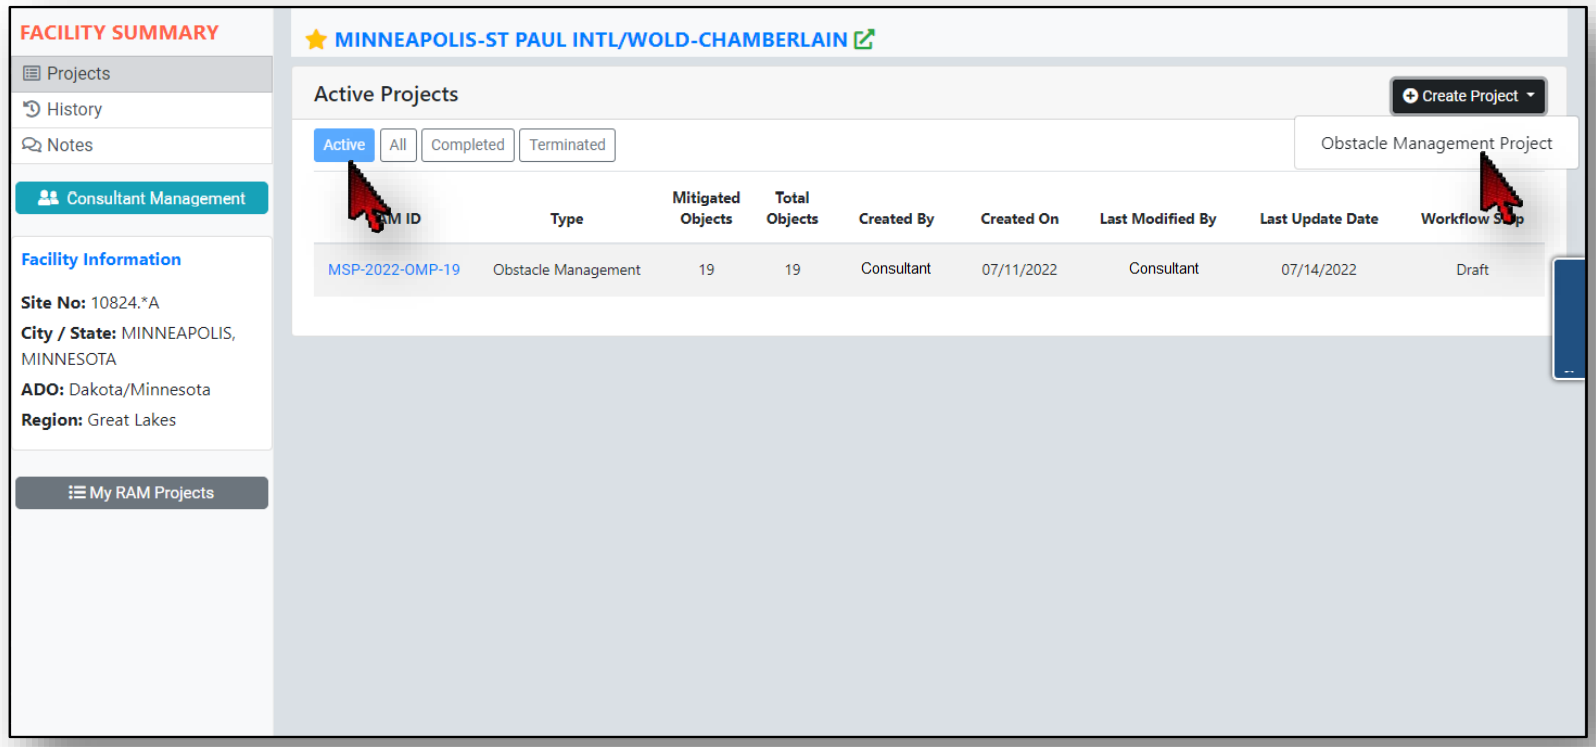 FACILITY SUMMARY
Projects
History
Notes
Consultant Management
Facility Information
Site No: 10824.*A
City / State: MINNEAPOLIS,
MINNESOTA
ADO: Dakota/Minnesota
Region: Great Lakes
My RAM Projects
MINNEAPOLIS-ST PAUL INTL/WOLD-CHAMBERLAIN
Active Projects
Create Project
Obstacle Management Project
Active All Completed Terminated
ID Type Mitigated Objects Total Objects Created By Created On Last Modified By Last Update Date Workflow
MSP-2022-OMP-19 Obstacle Management 19 19 Consultant 07/11/2022 Consultant 07/14/2022 Draft